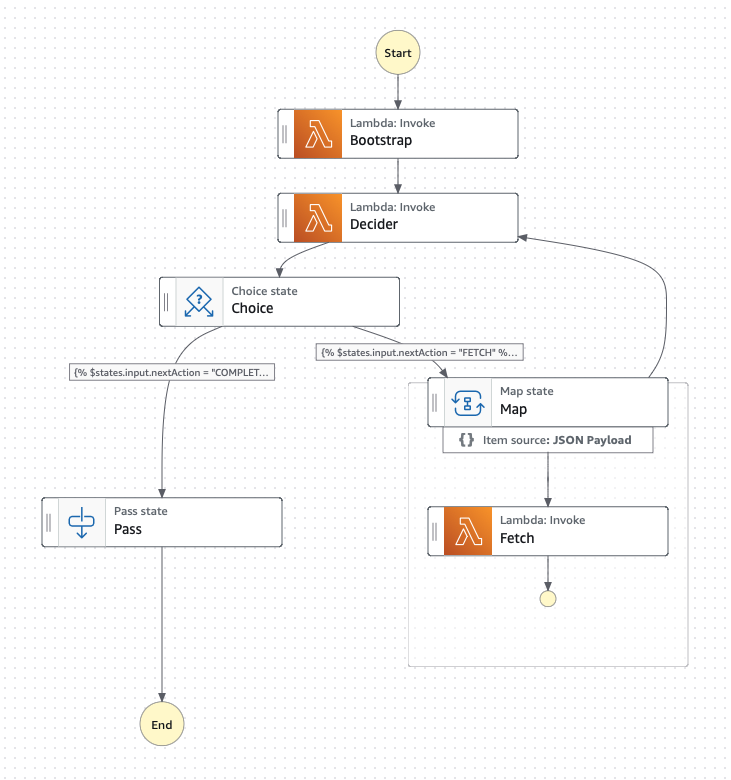 Start
Lambda: Invoke
Bootstrap
Lambda: Invoke
Decider
Choice state
Choice
{% $states.input.nextAction = "FETCH" %...
{% $states.input.nextAction = "COMPLET...
Map state
Map
{} Item source: JSON Payload
Pass state
Pass
Lambda: Invoke
Fetch
End